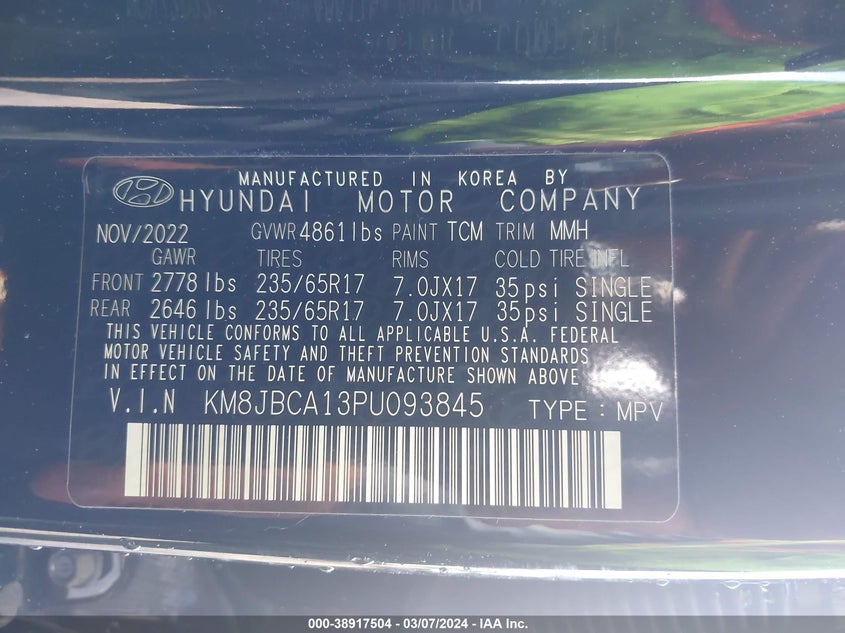 MANUFACTURED IN KOREA BY
HYUNDAI MOTOR COMPANY
NOV/2022 GVWR 4861lbs PAINT TCM TRIM MMH
GAWR TIRES RIMS COLD TIRE INFL
FRONT 2778 lbs 235/65R17 7.0JX17 35psi SINGLE
REAR 2646 lbs 235/65R17 7.0JX17 35psi SINGLE
THIS VEHICLE CONFORMS TO ALL APPLICABLE U.S.A. FEDERAL
MOTOR VEHICLE SAFETY AND THEFT PREVENTION STANDARDS
IN EFFECT ON THE DATE OF MANUFACTURE SHOWN ABOVE
V.I.N KM8JBCA13PU093845 TYPE : MPV
000-38917504 - 03/07/2024 - IAA Inc.